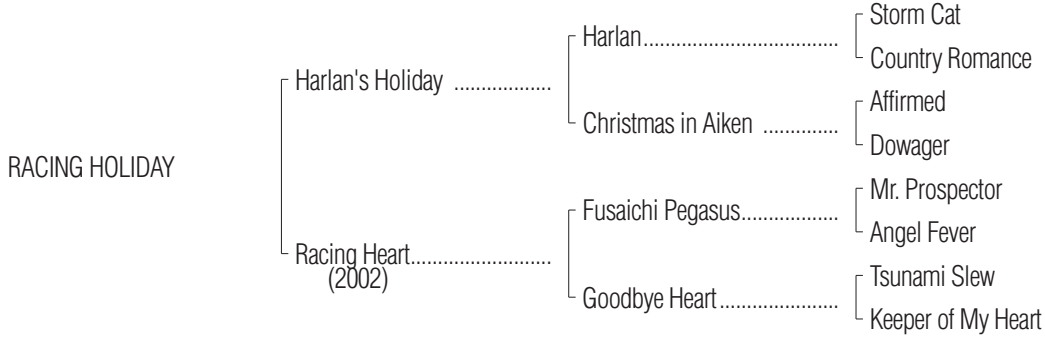 Storm Cat
Harlan......................................
Country Romance
Harlan's Holiday ..................
Affirmed
Christmas in Aiken ..............
Dowager
RACING HOLIDAY
Mr. Prospector
Fusaichi Pegasus...................
Angel Fever
Racing Heart..........................
(2002)
Tsunami Slew
Goodbye Heart.......................
Keeper of My Heart